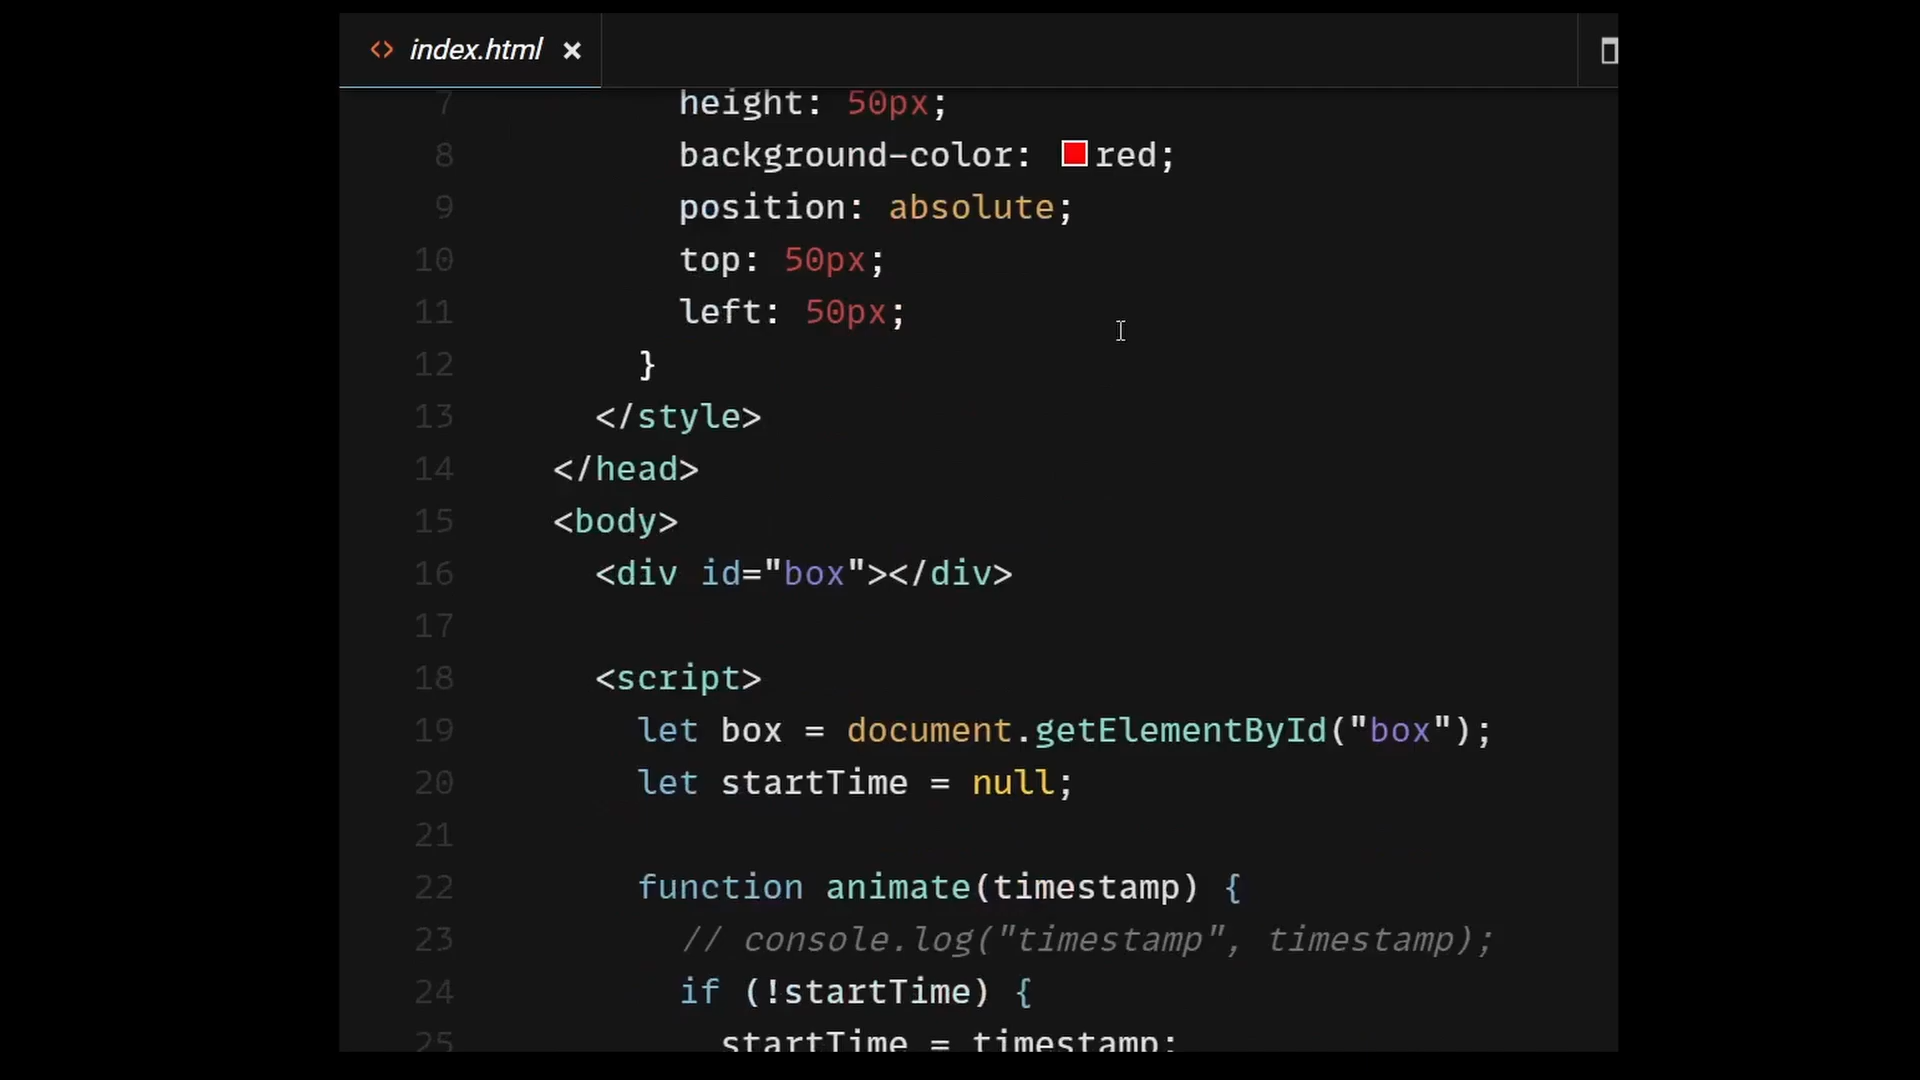 index.html
7 height: 50px;
8 background-color: red;
9 position: absolute;
10 top: 50px;
11 left: 50px;
12 }
13 </style>
14 </head>
15 <body>
16 <div id="box"></div>
17
18 <script>
19 let box = document.getElementById("box");
20 let startTime = null;
21
22 function animate(timestamp) {
23 // console.log("timestamp", timestamp);
24 if (!startTime) {
25 startTime = timestamp;